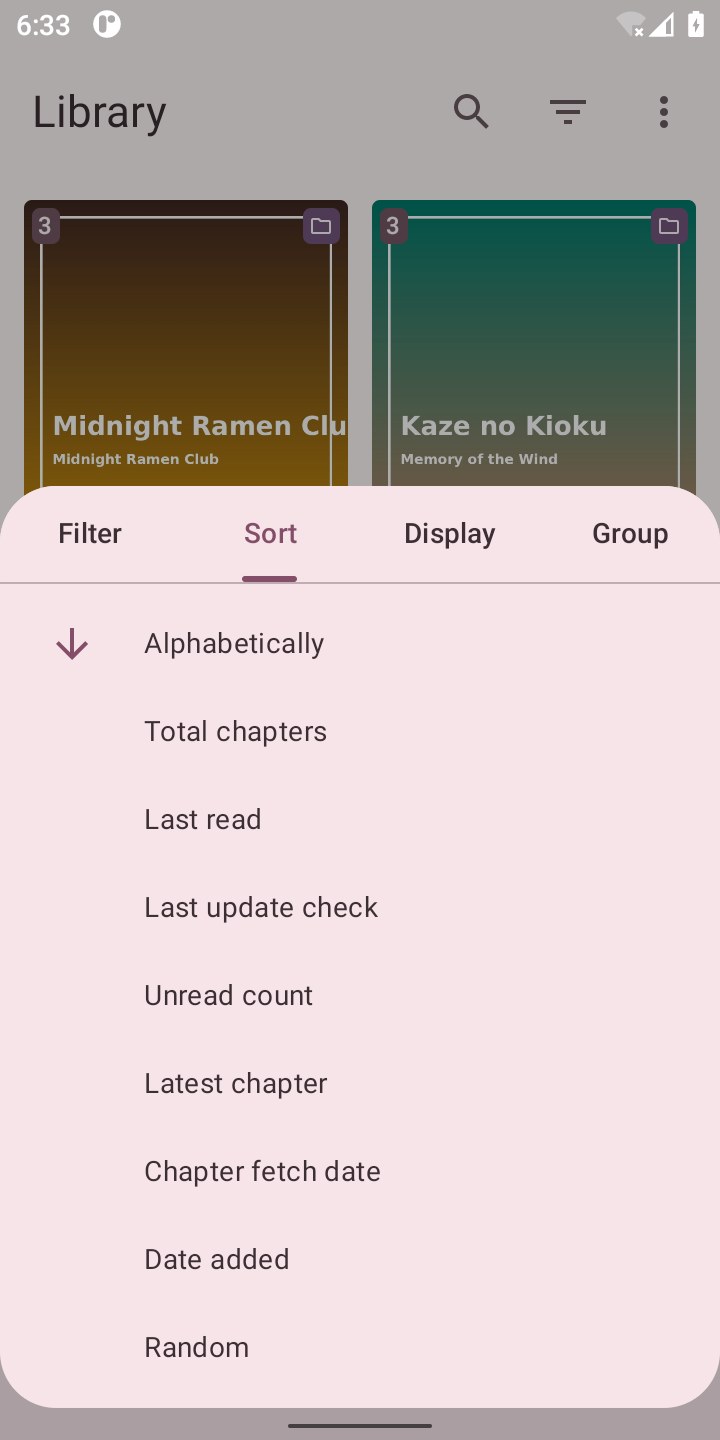 6:33
Library
3
3
Midnight Ramen Clu
Midnight Ramen Club
Kaze no Kioku
Memory of the Wind
Filter
Sort
Display
Group
Alphabetically
Total chapters
Last read
Last update check
Unread count
Latest chapter
Chapter fetch date
Date added
Random